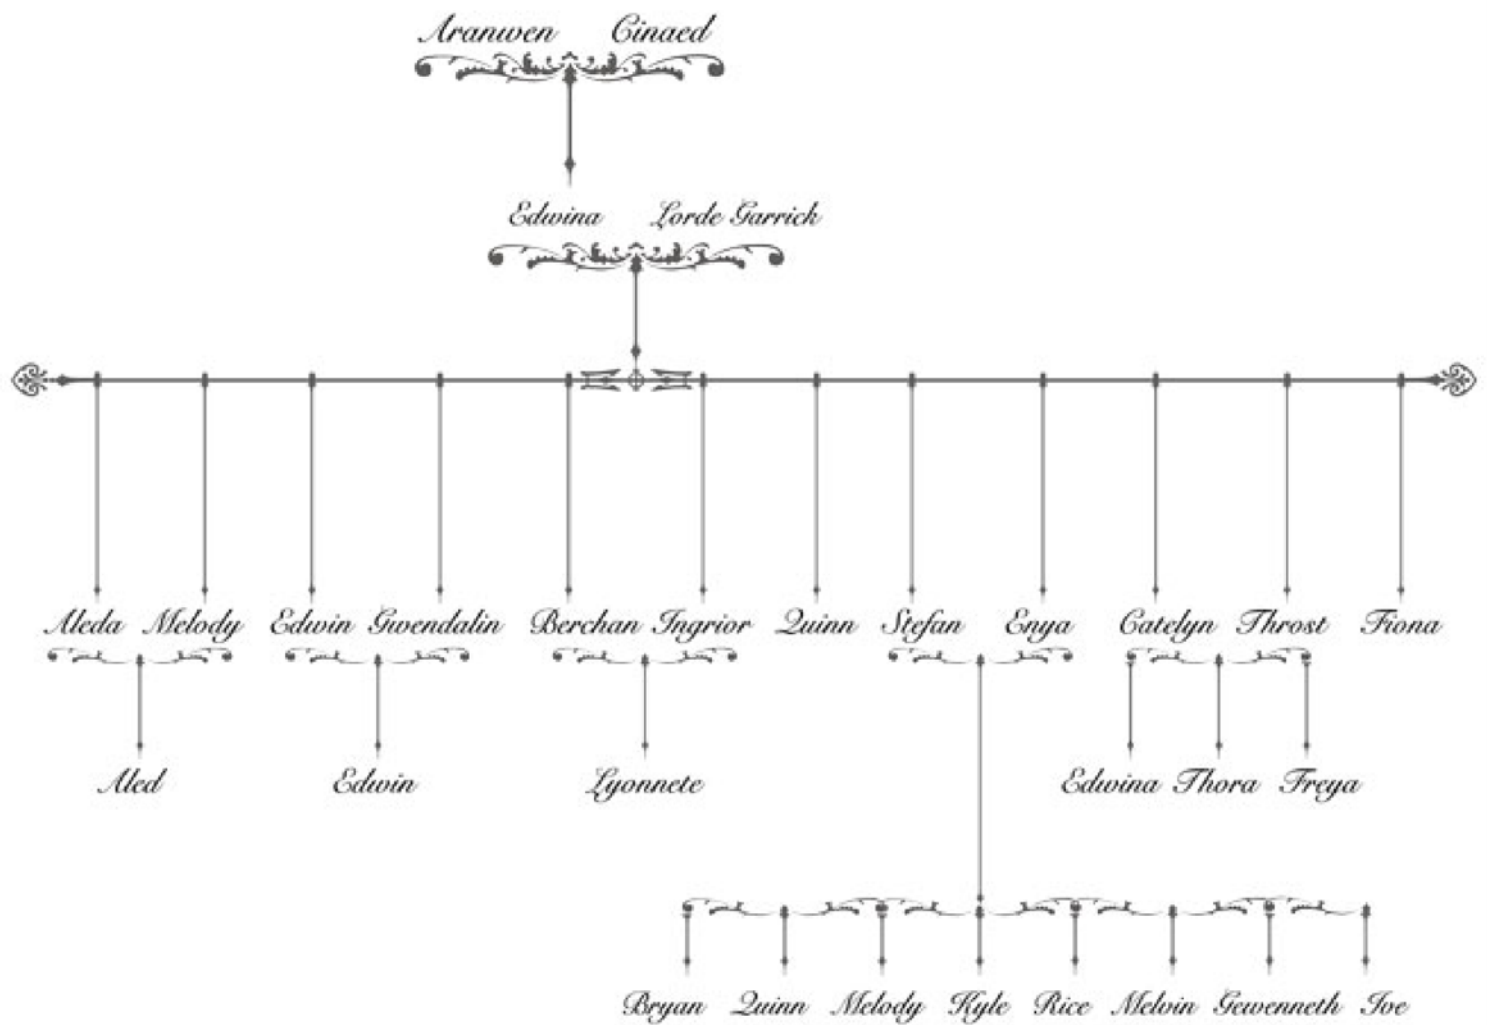 Aranwen Cinaed
Edwina Lorde Garrick
Aleda Melody Edwin Gwendalin Berchan Ingrior Quinn Stefan Enya Catelyn Throst Fiona
Aled Edwin Lyonnete Edwina Thora Freya
Bryan Quinn Melody Kyle Rice Melvin Gewenneth Ive